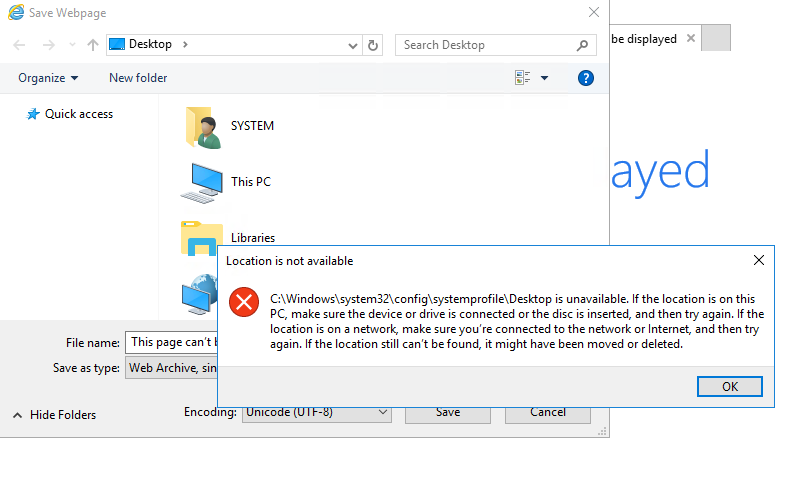 Save Webpage
Desktop
Search Desktop
be displayed
Organize
New folder
?
Quick access
SYSTEM
This PC
ayed
Libraries
Location is not available
C:\Windows\system32\config\systemprofile\Desktop is unavailable. If the location is on this
PC, make sure the device or drive is connected or the disc is inserted, and then try again. If the
location is on a network, make sure you're connected to the network or Internet, and then try
again. If the location still can't be found, it might have been moved or deleted.
OK
File name:
This page can't b
Save as type:
Web Archive, sin
Hide Folders
Encoding:
Unicode (UTF-8)
Save
Cancel